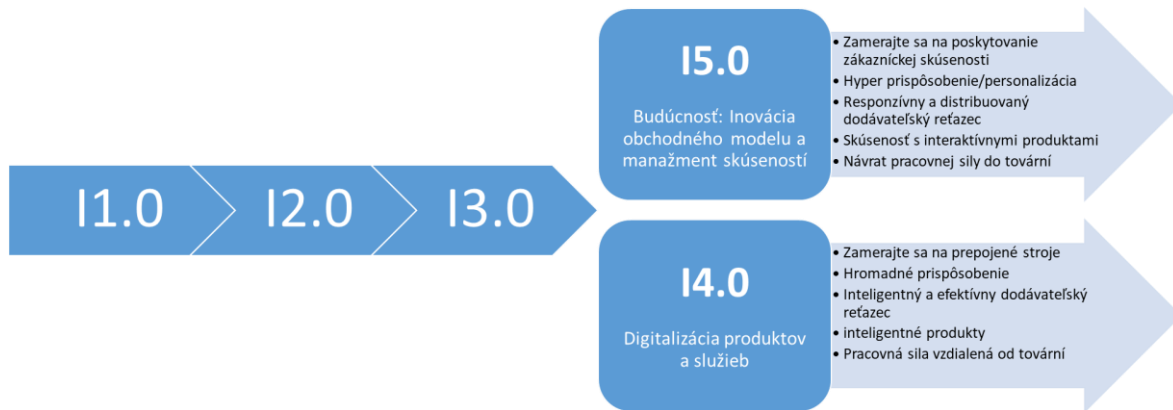 I1.0
I2.0
I3.0
I5.0
Budúcnosť: Inovácia
obchodného modelu a
manažment skúseností
• Zamerajte sa na poskytovanie
zákazníckej skúsenosti
• Hyper prispôsobenie/personalizácia
• Responzívny a distribuovaný
dodávateľský reťazec
• Skúsenosť s interaktívnymi produktami
• Návrat pracovnej sily do tovární
I4.0
Digitalizácia produktov
a služieb
• Zamerajte sa na prepojené stroje
• Hromadné prispôsobenie
• Inteligentný a efektívny dodávateľský
reťazec
• inteligentné produkty
• Pracovná sila vzdialená od tovární